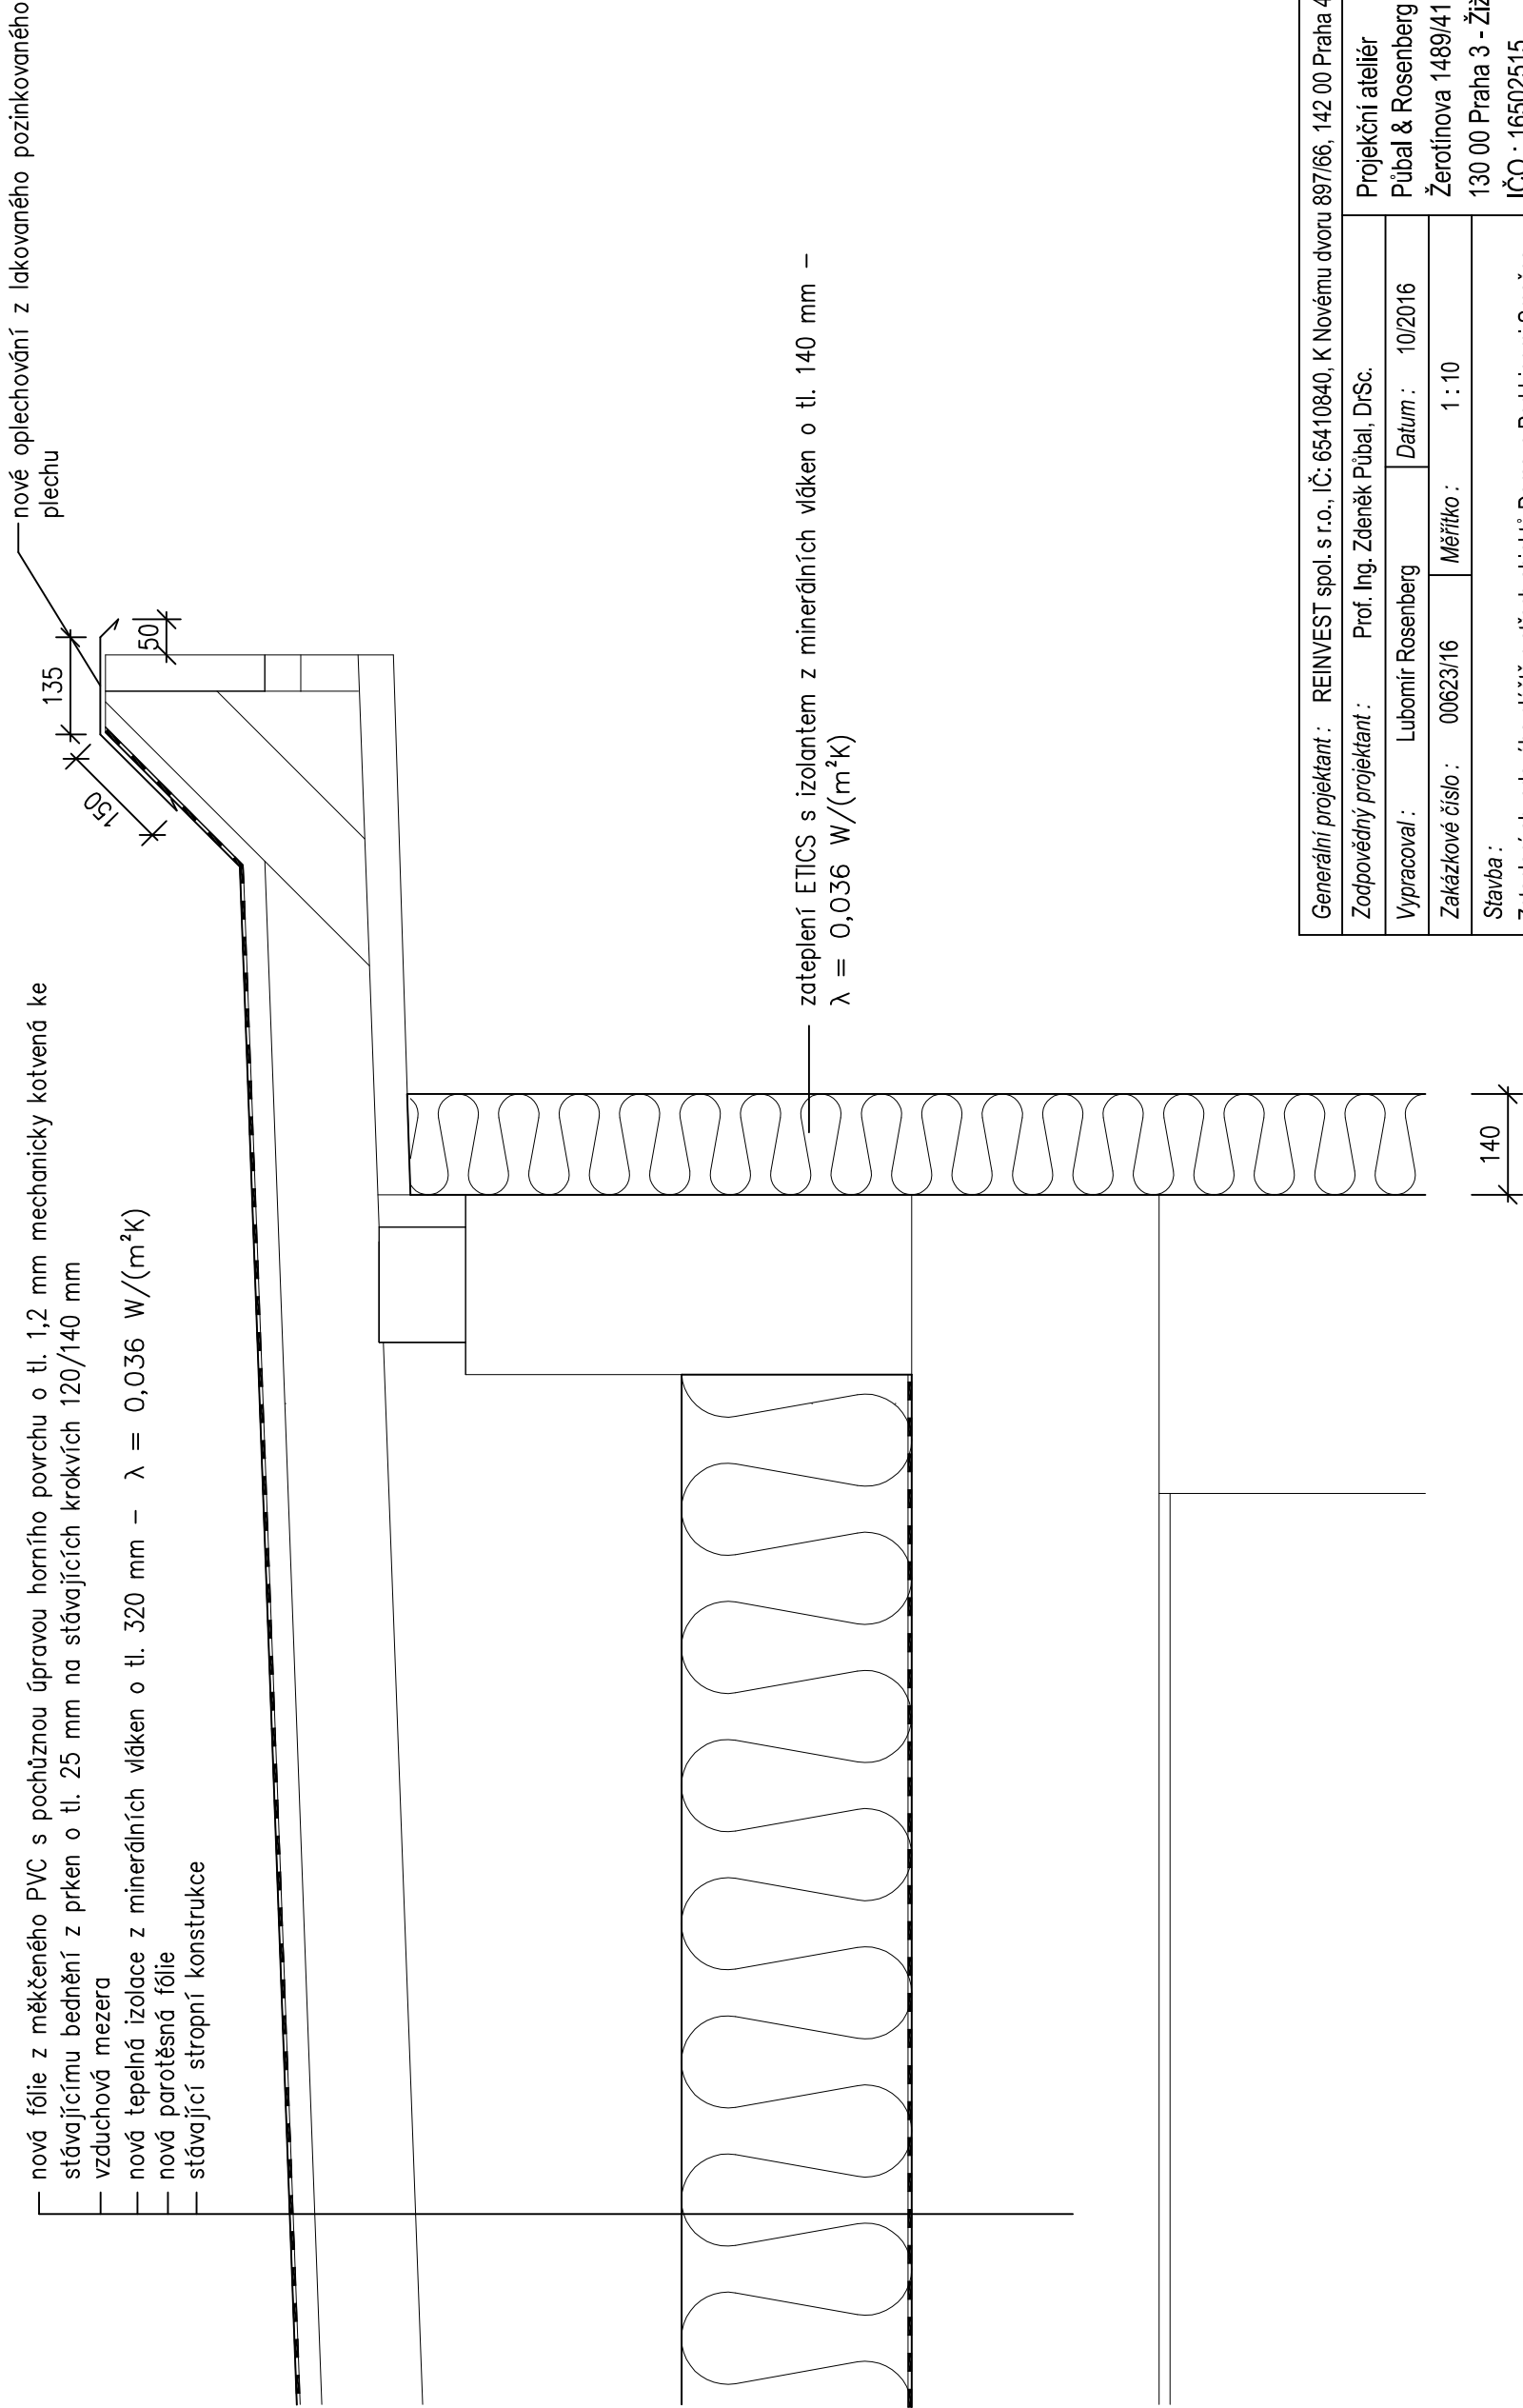 nová fólie z měkčeného PVC s pochůznou úpravou horního povrchu o tl. 1,2 mm mechanicky kotvená ke
stávajícímu bednění z prken o tl. 25 mm na stávajících krokvích 120/140 mm
vzduchová mezera
nová tepelná izolace z minerálních vláken o tl. 320 mm – λ = 0,036 W/(m²K)
nová parotěsná fólie
stávající stropní konstrukce
nové oplechování z lakovaného pozinkovaného
plechu
135
50
150
zateplení ETICS s izolantem z minerálních vláken o tl. 140 mm –
λ = 0,036 W/(m²K)
140
Generální projektant : REINVEST spol. s r.o., IČ: 65410840, K Novému dvoru 897/66, 142 00 Praha 4
Zodpovědný projektant : Prof. Ing. Zdeněk Půbal, DrSc.
Vypracoval : Lubomír Rosenberg Datum : 10/2016
Zakázkové číslo : 00623/16 Měřítko : 1 : 10
Projekční ateliér
Půbal & Rosenberg
Žerotínova 1489/41
130 00 Praha 3 - Žiž
IČO : 16502515
Stavba :